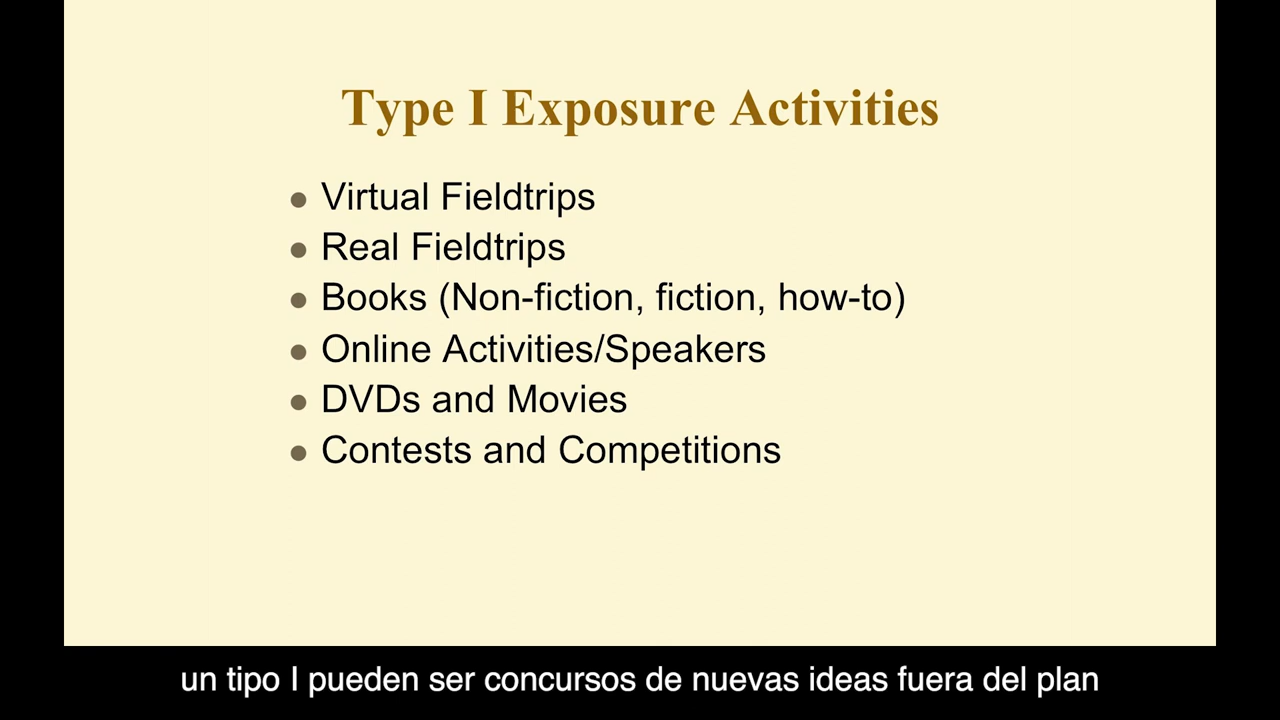 Type I Exposure Activities
● Virtual Fieldtrips
● Real Fieldtrips
● Books (Non-fiction, fiction, how-to)
● Online Activities/Speakers
● DVDs and Movies
● Contests and Competitions
un tipo I pueden ser concursos de nuevas ideas fuera del plan